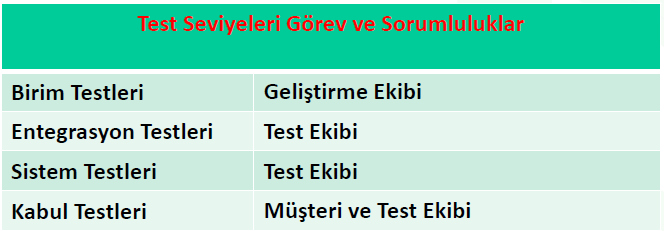 Test Seviyeleri Görev ve Sorumluluklar
Birim Testleri Geliştirme Ekibi
Entegrasyon Testleri Test Ekibi
Sistem Testleri Test Ekibi
Kabul Testleri Müşteri ve Test Ekibi